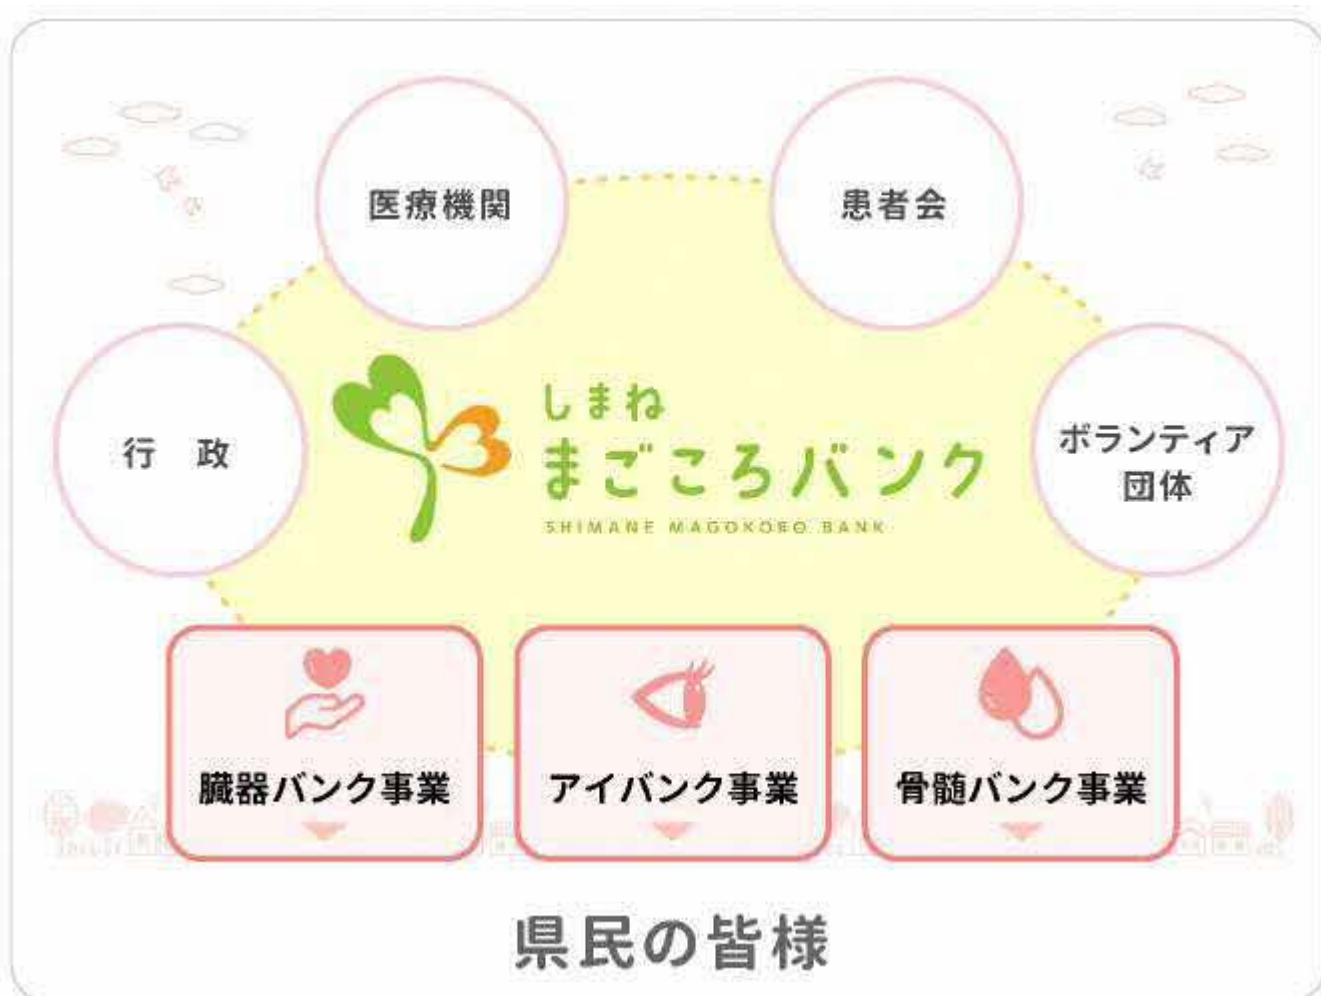 医療機関
患者会
行　政
ボランティア
団体
しまね
まごころバンク
SHIMANE MAGOKORO BANK
臓器バンク事業
アイバンク事業
骨髄バンク事業
県民の皆様